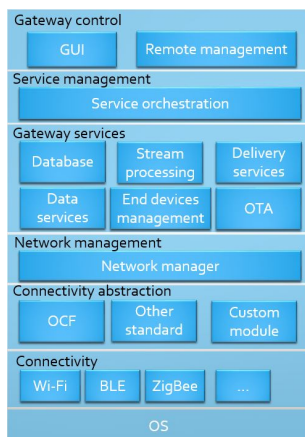 Gateway control
GUI
Remote management
Service management
Service orchestration
Gateway services
Database
Stream
processing
Delivery
services
Data
services
End devices
management
OTA
Network management
Network manager
Connectivity abstraction
OCF
Other
standard
Custom
module
Connectivity
Wi-Fi
BLE
ZigBee
...
OS